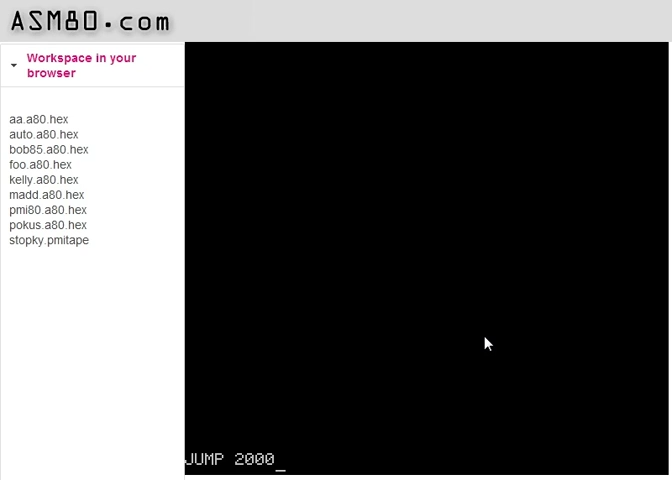 ASM80.com
Workspace in your
browser
aa.a80.hex
auto.a80.hex
bob85.a80.hex
foo.a80.hex
kelly.a80.hex
madd.a80.hex
pmi80.a80.hex
pokus.a80.hex
stopky.pmitape
JUMP 2000_